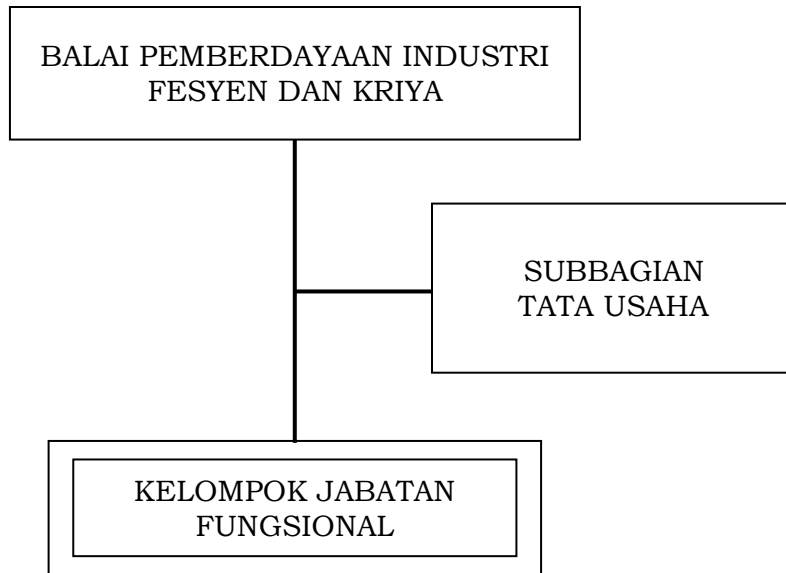 BALAI PEMBERDAYAAN INDUSTRI
FESYEN DAN KRIYA
SUBBAGIAN
TATA USAHA
KELOMPOK JABATAN
FUNGSIONAL